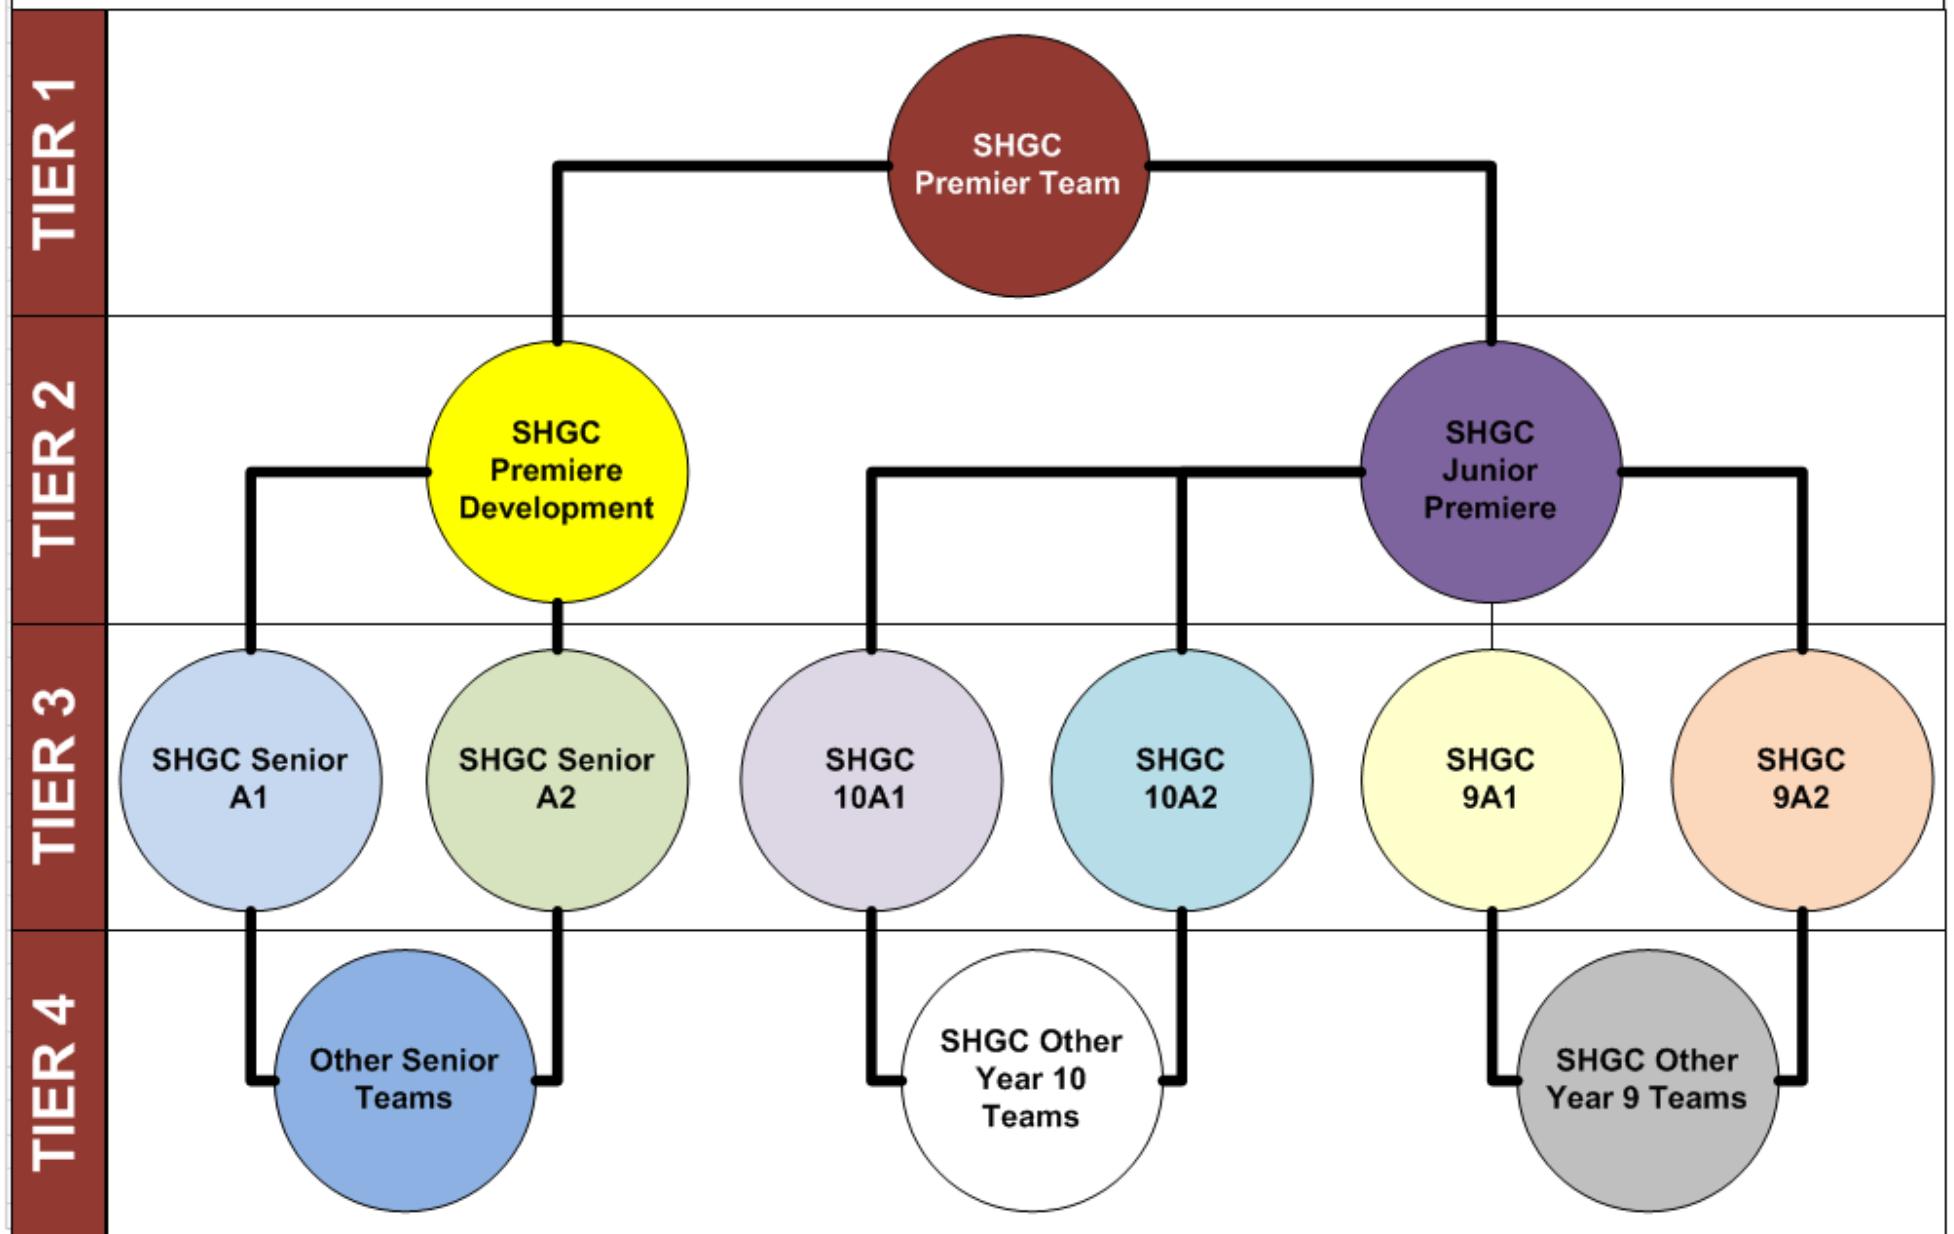 TIER 1
SHGC
Premier Team
TIER 2
SHGC
Premiere
Development
SHGC
Junior
Premiere
TIER 3
SHGC Senior
A1
SHGC Senior
A2
SHGC
10A1
SHGC
10A2
SHGC
9A1
SHGC
9A2
TIER 4
Other Senior
Teams
SHGC Other
Year 10
Teams
SHGC Other
Year 9 Teams